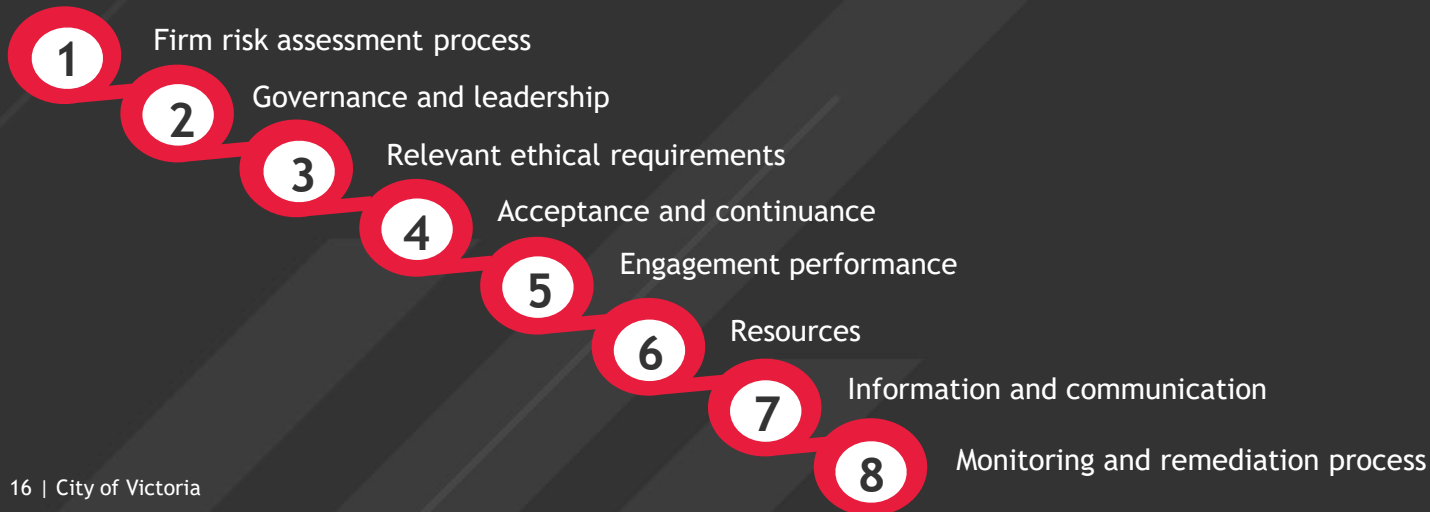 1 Firm risk assessment process
2 Governance and leadership
3 Relevant ethical requirements
4 Acceptance and continuance
5 Engagement performance
6 Resources
7 Information and communication
8 Monitoring and remediation process
16 | City of Victoria